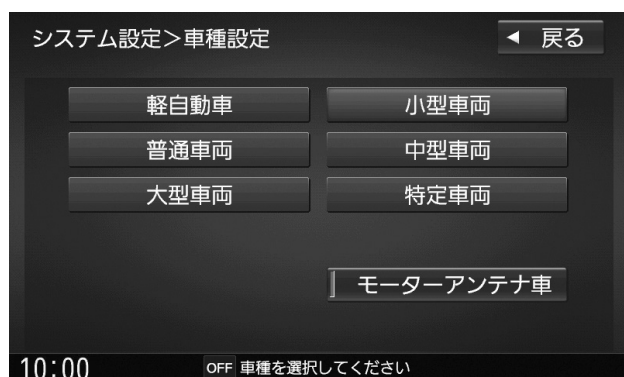 システム設定＞車種設定 ◀ 戻る
軽自動車 小型車両
普通車両 中型車両
大型車両 特定車両
モーターアンテナ車
10:00 OFF 車種を選択してください